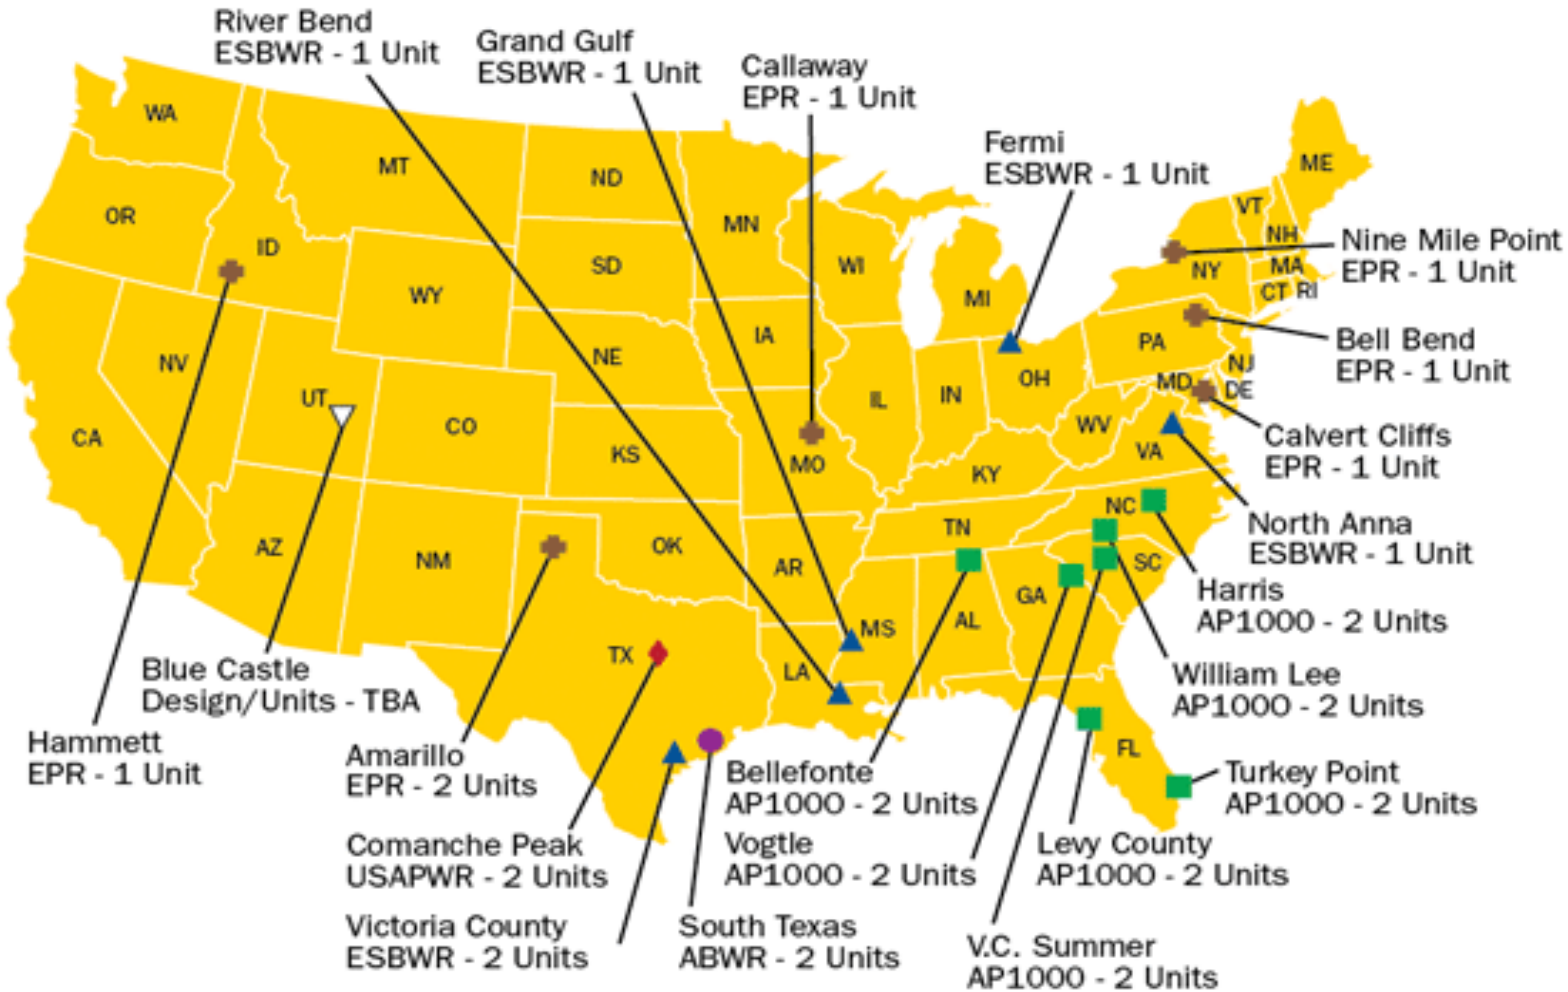 River Bend
ESBWR - 1 Unit
Grand Gulf
ESBWR - 1 Unit
Callaway
EPR - 1 Unit
Fermi
ESBWR - 1 Unit
Nine Mile Point
EPR - 1 Unit
Bell Bend
EPR - 1 Unit
Calvert Cliffs
EPR - 1 Unit
North Anna
ESBWR - 1 Unit
Harris
AP1000 - 2 Units
William Lee
AP1000 - 2 Units
Turkey Point
AP1000 - 2 Units
Levy County
AP1000 - 2 Units
V.C. Summer
AP1000 - 2 Units
Bellefonte
AP1000 - 2 Units
Vogtle
AP1000 - 2 Units
South Texas
ABWR - 2 Units
Victoria County
ESBWR - 2 Units
Comanche Peak
USAPWR - 2 Units
Amarillo
EPR - 2 Units
Blue Castle
Design/Units - TBA
Hammett
EPR - 1 Unit
WA
OR
CA
ID
NV
MT
WY
UT
AZ
CO
NM
ND
SD
NE
KS
OK
TX
MN
IA
MO
AR
LA
WI
IL
MI
IN
OH
KY
TN
MS
AL
GA
FL
SC
NC
VA
WV
MD
DE
NJ
PA
NY
CT
RI
MA
VT
NH
ME